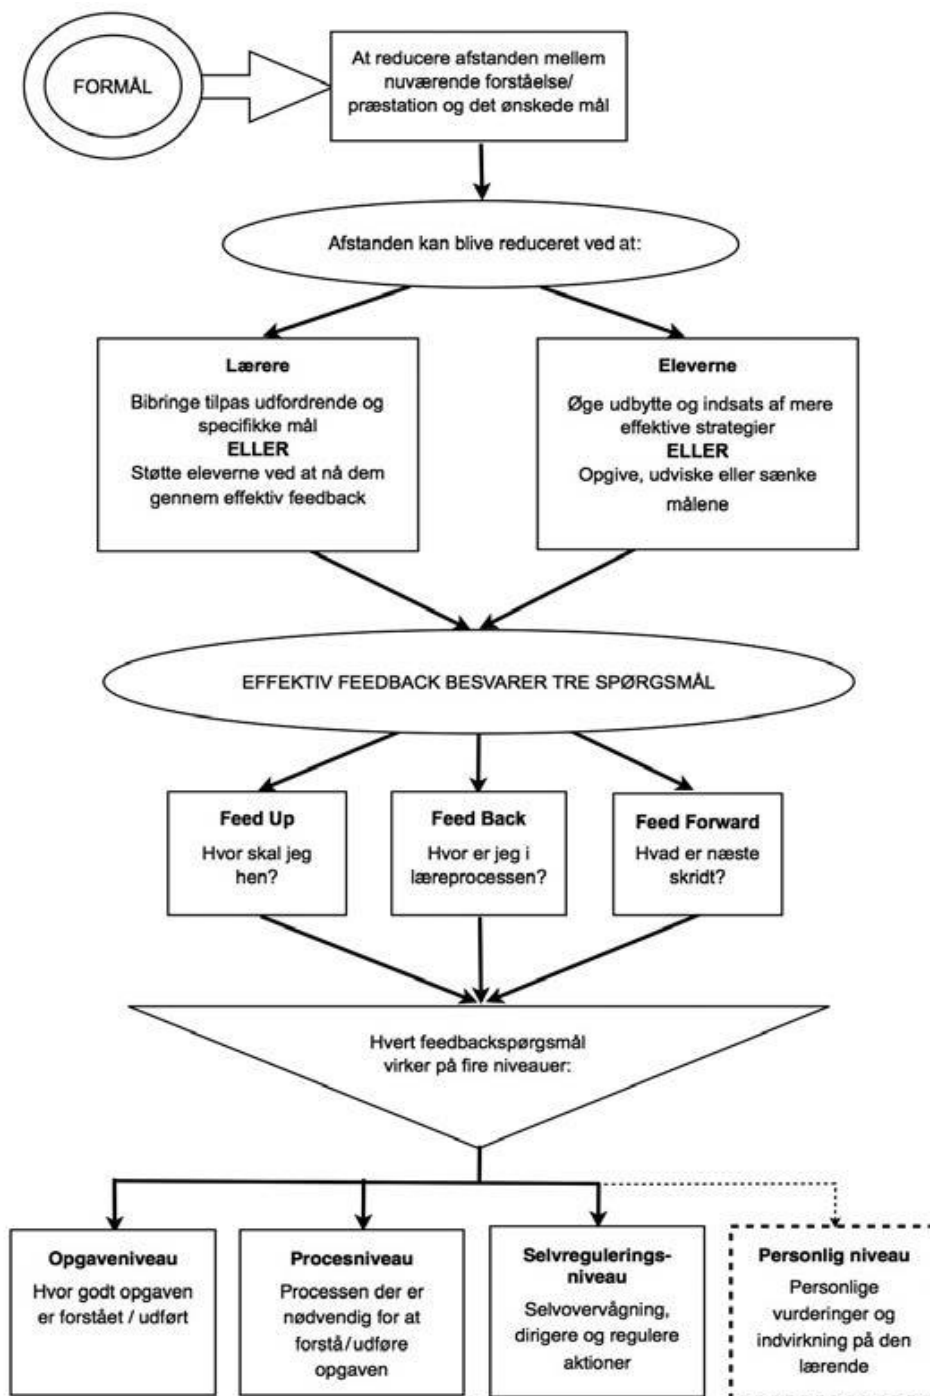 FORMÅL
At reducere afstanden mellem
nuværende forståelse/
præstation og det ønskede mål
Afstanden kan blive reduceret ved at:
Lærere
Bibringe tilpas udfordrende og
specifikke mål
ELLER
Støtte eleverne ved at nå dem
gennem effektiv feedback
Eleverne
Øge udbytte og indsats af mere
effektive strategier
ELLER
Opgive, udviske eller sænke
målene
EFFEKTIV FEEDBACK BESVARER TRE SPØRGSMÅL
Feed Up
Hvor skal jeg
hen?
Feed Back
Hvor er jeg i
læreprocessen?
Feed Forward
Hvad er næste
skridt?
Hvert feedbackspørgsmål
virker på fire niveauer:
Opgaveniveau
Hvor godt opgaven
er forstået / udført
Procesniveau
Processen der er
nødvendig for at
forstå/udføre
opgaven
Selvregulerings-
niveau
Selvovervågning,
dirigere og regulere
aktioner
Personlig niveau
Personlige
vurderinger og
indvirkning på den
lærende